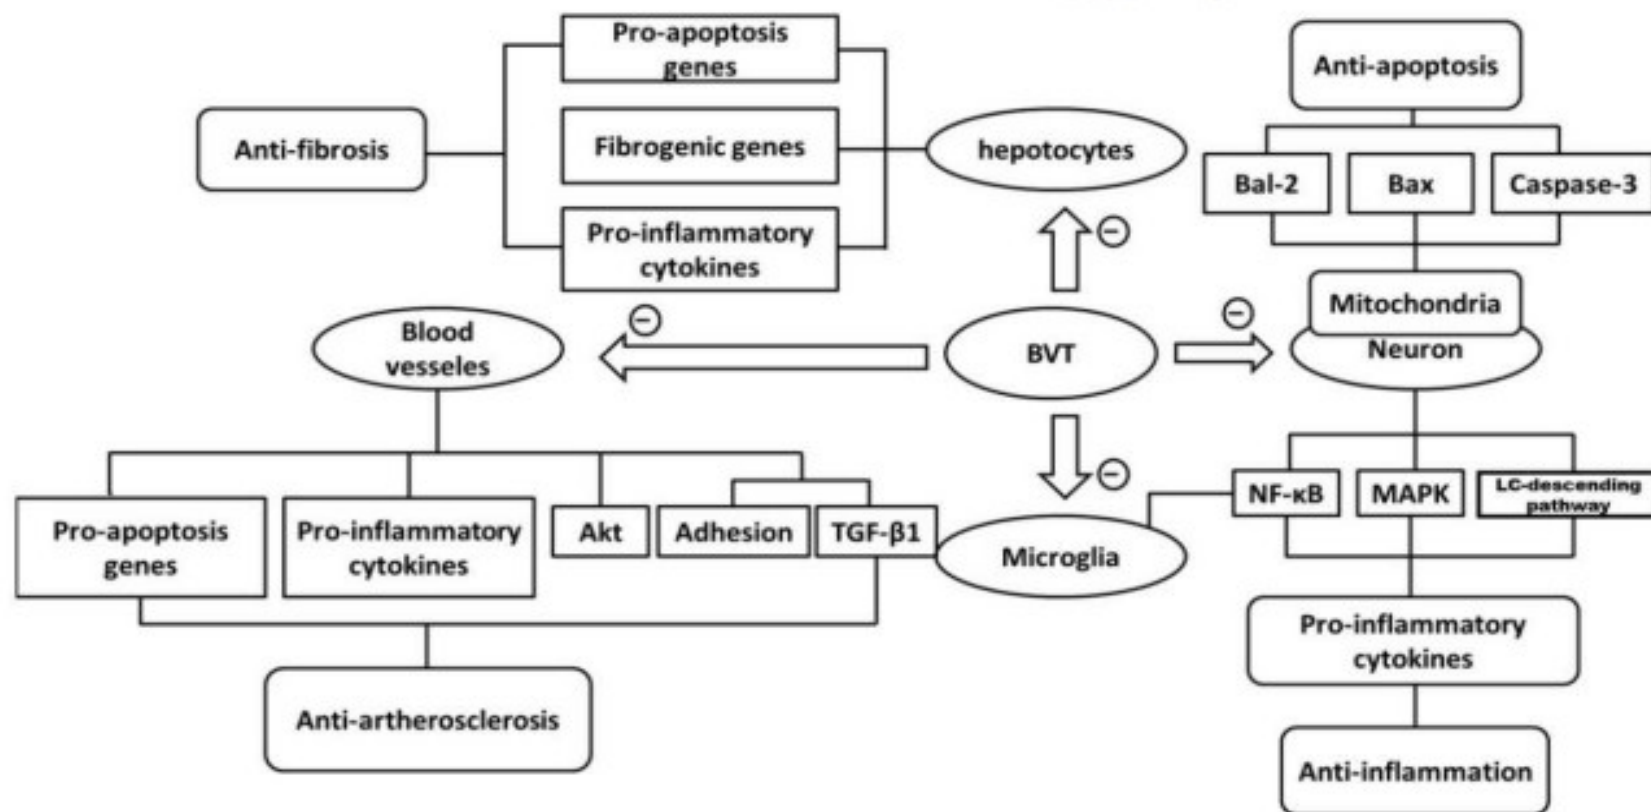 Pro-apoptosis
genes
Anti-apoptosis
Anti-fibrosis
Fibrogenic genes
hepotocytes
Bal-2
Bax
Caspase-3
Pro-inflammatory
cytokines
Mitochondria
Neuron
Blood
vesseles
BVT
NF-κB
MAPK
LC-descending
pathway
Pro-apoptosis
genes
Pro-inflammatory
cytokines
Akt
Adhesion
TGF-β1
Microglia
Pro-inflammatory
cytokines
Anti-artherosclerosis
Anti-inflammation